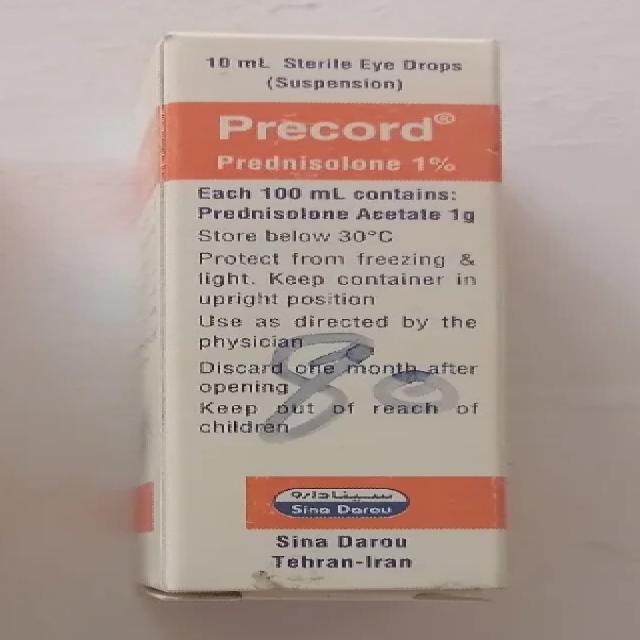 10 mL Sterile Eye Drops
(Suspension)
Precord®
Prednisolone 1%
Each 100 mL contains:
Prednisolone Acetate 1g
Store below 30°C
Protect from freezing &
light. Keep container in
upright position
Use as directed by the
physician
Discard one month after
opening
Keep out of reach of
children
80
سینادارو
Sina Darou
Sina Darou
Tehran-Iran